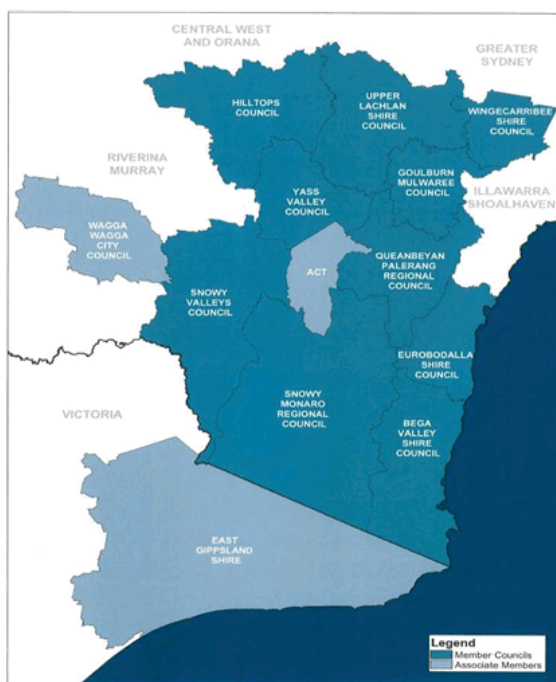 CENTRAL WEST
AND ORANA
GREATER
SYDNEY
HILLTOPS
COUNCIL
UPPER
LACHLAN
SHIRE
COUNCIL
WINGECARRIBEE
SHIRE
COUNCIL
RIVERINA
MURRAY
YASS
VALLEY
COUNCIL
GOULBURN
MULWAREE
COUNCIL
ILLAWARRA
SHOALHAVEN
WAGGA
WAGGA
CITY
COUNCIL
ACT
QUEANBEYAN
PALERANG
REGIONAL
COUNCIL
SNOWY
VALLEYS
COUNCIL
EUROBODALLA
SHIRE
COUNCIL
SNOWY
MONARO
REGIONAL
COUNCIL
BEGA
VALLEY
SHIRE
COUNCIL
VICTORIA
EAST
GIPPSLAND
SHIRE
Legend
Member Councils
Associate Members